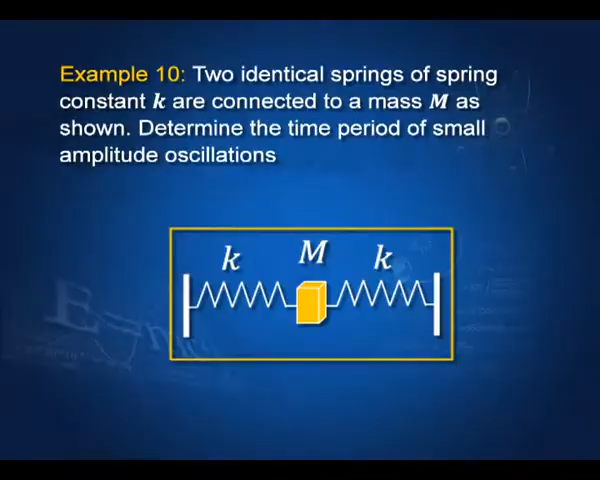 Example 10: Two identical springs of spring
constant k are connected to a mass M as
shown. Determine the time period of small
amplitude oscillations
k M k